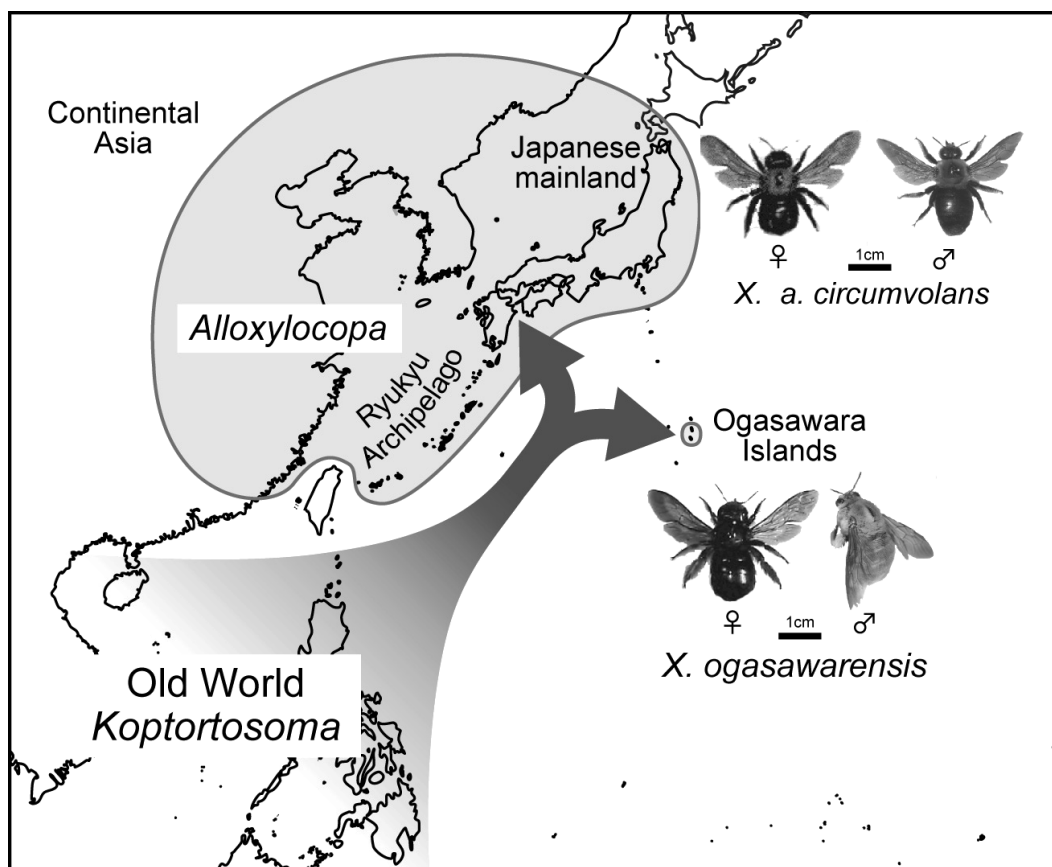 Continental
Asia
Japanese
mainland
♀
1cm
♂
X. a. circumvolans
Alloxylocopa
Ryukyu
Archipelago
Ogasawara
Islands
♀
1cm
♂
X. ogasawarensis
Old World
Koptortosoma